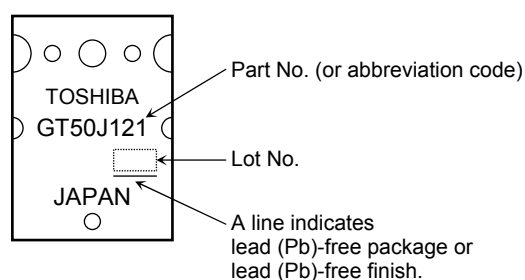 TOSHIBA
GT50J121
JAPAN
Part No. (or abbreviation code)
Lot No.
A line indicates
lead (Pb)-free package or
lead (Pb)-free finish.